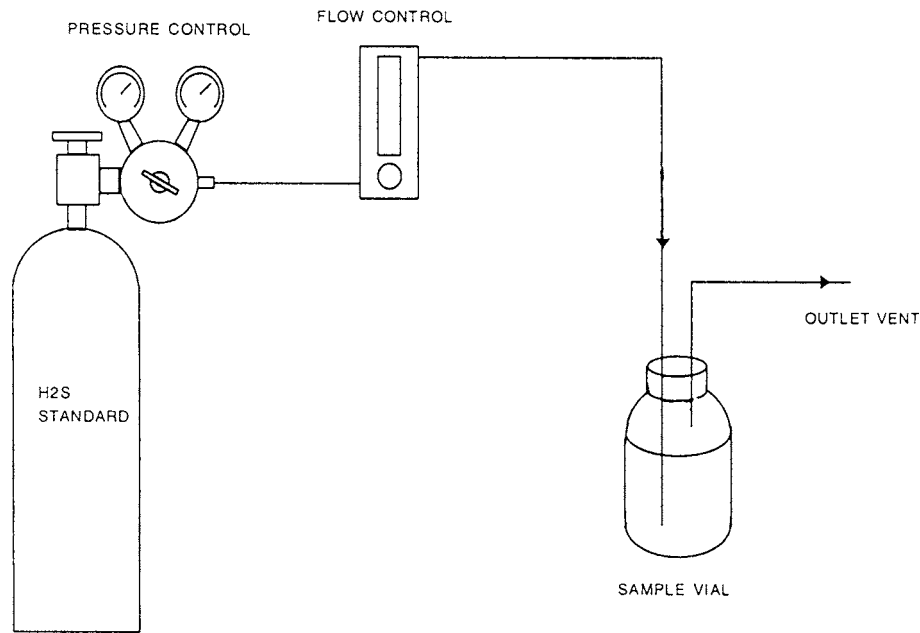 FLOW CONTROL
PRESSURE CONTROL
OUTLET VENT
H2S
STANDARD
SAMPLE VIAL